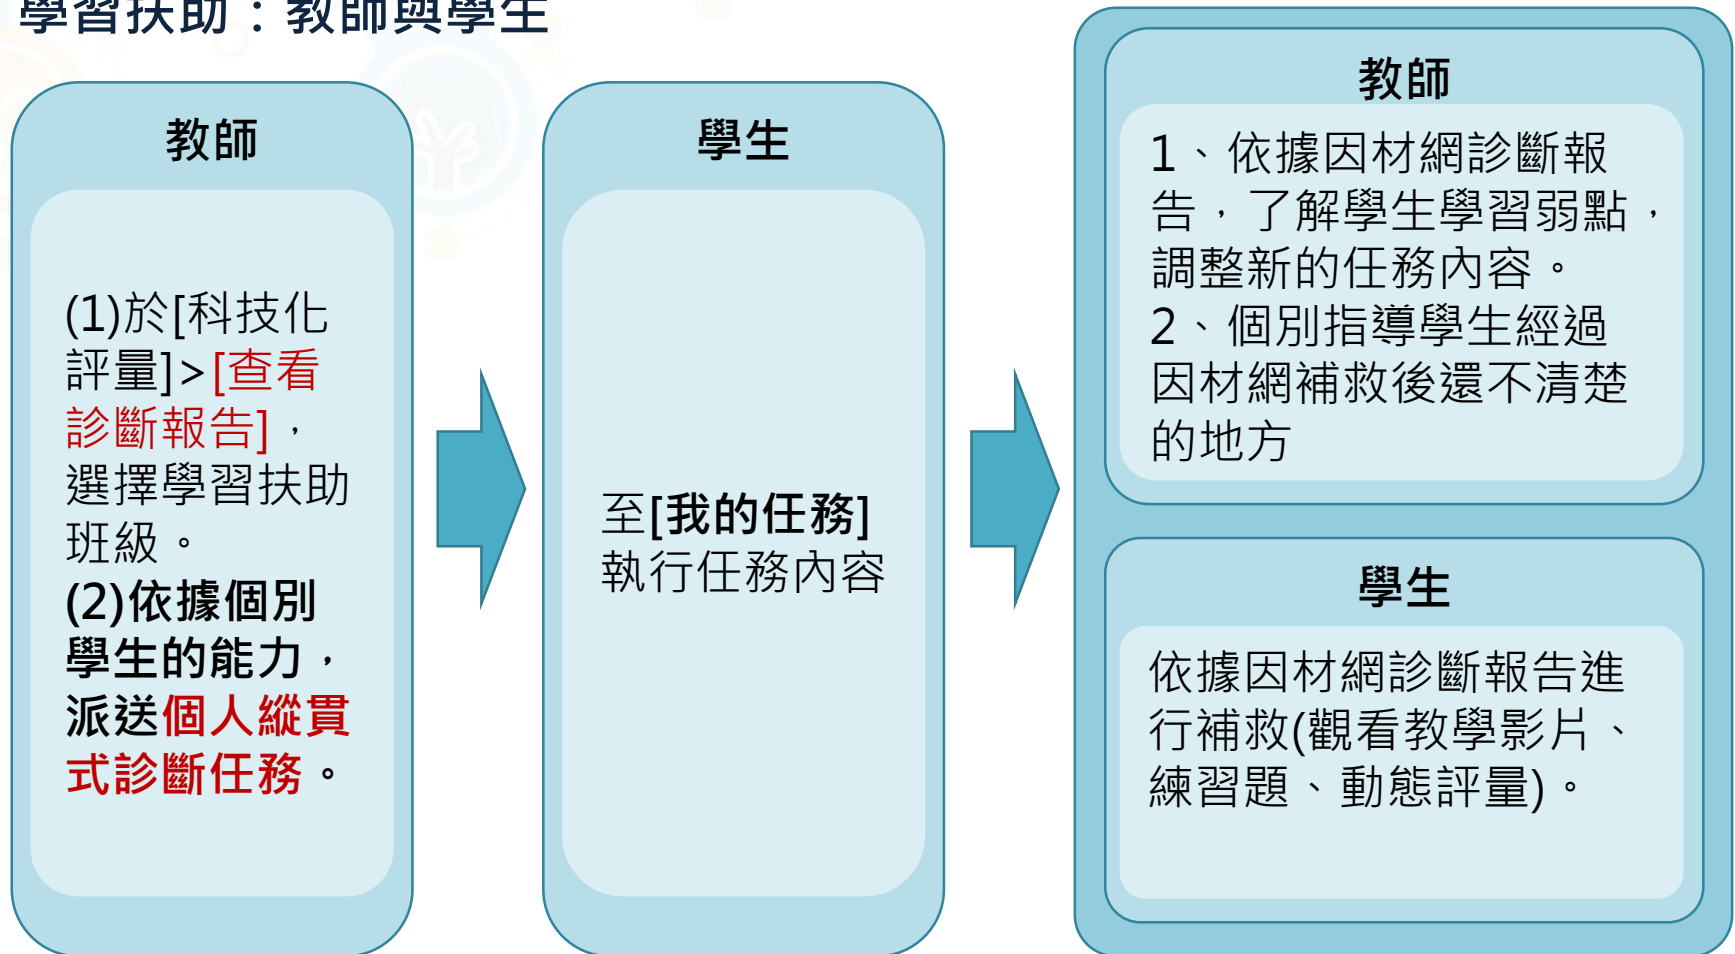 學習扶助：教師與學生
教師
(1)於[科技化
評量]>[查看
診斷報告]，
選擇學習扶助
班級。
(2)依據個別
學生的能力，
派送個人縱貫
式診斷任務。
學生
至[我的任務]
執行任務內容
教師
1、依據因材網診斷報
告，了解學生學習弱點，
調整新的任務內容。
2、個別指導學生經過
因材網補救後還不清楚
的地方
學生
依據因材網診斷報告進
行補救(觀看教學影片、
練習題、動態評量)。